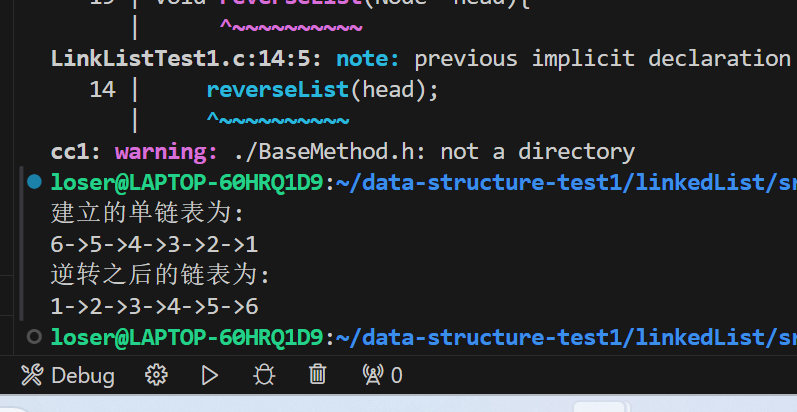 19 | void reverseList(Node* head){
| ^~~~~~~~~~~
LinkListTest1.c:14:5: note: previous implicit declaration
14 | reverseList(head);
| ^~~~~~~~~~~
cc1: warning: ./BaseMethod.h: not a directory
loser@LAPTOP-60HRQ1D9:~/data-structure-test1/linkedList/sr
建立的单链表为:
6->5->4->3->2->1
逆转之后的链表为:
1->2->3->4->5->6
loser@LAPTOP-60HRQ1D9:~/data-structure-test1/linkedList/sr
Debug 0